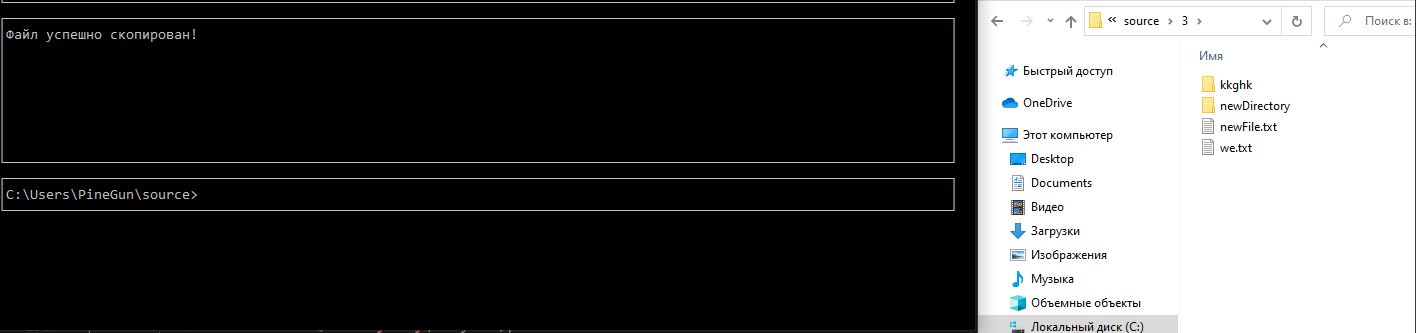 Файл успешно скопирован!
C:\Users\PineGun\source>
« source › 3 ›
Поиск в:
Быстрый доступ
OneDrive
Этот компьютер
Desktop
Documents
Видео
Загрузки
Изображения
Музыка
Объемные объекты
Локальный диск (C:)
Имя
kkghk
newDirectory
newFile.txt
we.txt